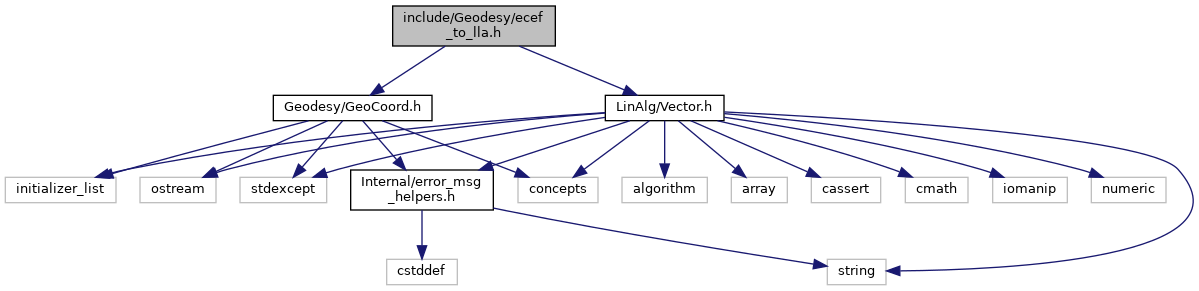 include/Geodesy/ecef
_to_lla.h
Geodesy/GeoCoord.h
LinAlg/Vector.h
initializer_list
ostream
stdexcept
Internal/error_msg
_helpers.h
concepts
algorithm
array
cassert
cmath
iomanip
numeric
cstddef
string